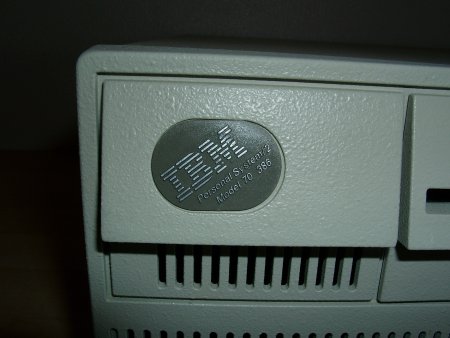 IBM
Personal System/2
Model 70 386